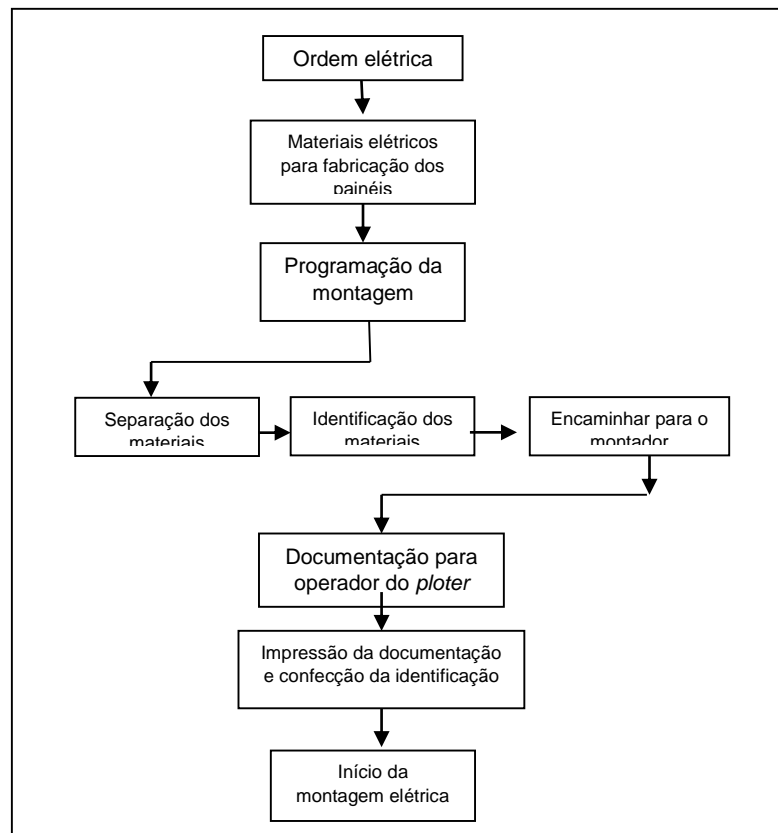 Ordem elétrica
Materiais elétricos
para fabricação dos
painéis
Programação da
montagem
Separação dos
materiais
Identificação dos
materiais
Encaminhar para o
montador
Documentação para
operador do ploter
Impressão da documentação
e confecção da identificação
Início da
montagem elétrica